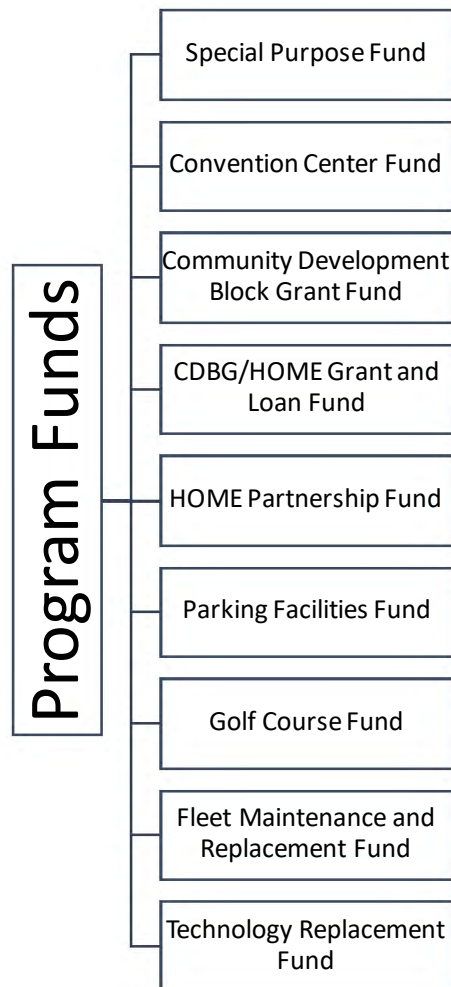 Program Funds
Special Purpose Fund
Convention Center Fund
Community Development
Block Grant Fund
CDBG/HOME Grant and
Loan Fund
HOME Partnership Fund
Parking Facilities Fund
Golf Course Fund
Fleet Maintenance and
Replacement Fund
Technology Replacement
Fund